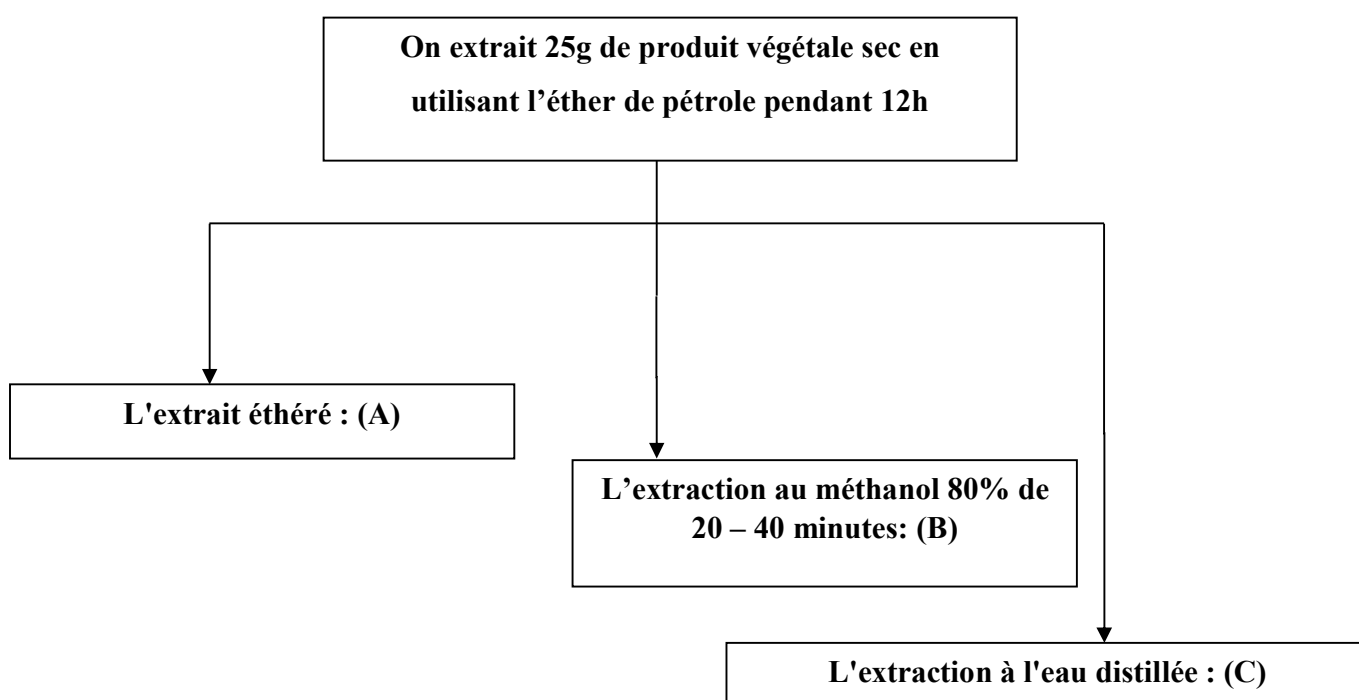 On extrait 25g de produit végétale sec en
utilisant l’éther de pétrole pendant 12h
L'extrait éthéré : (A)
L’extraction au méthanol 80% de
20 – 40 minutes: (B)
L'extraction à l'eau distillée : (C)